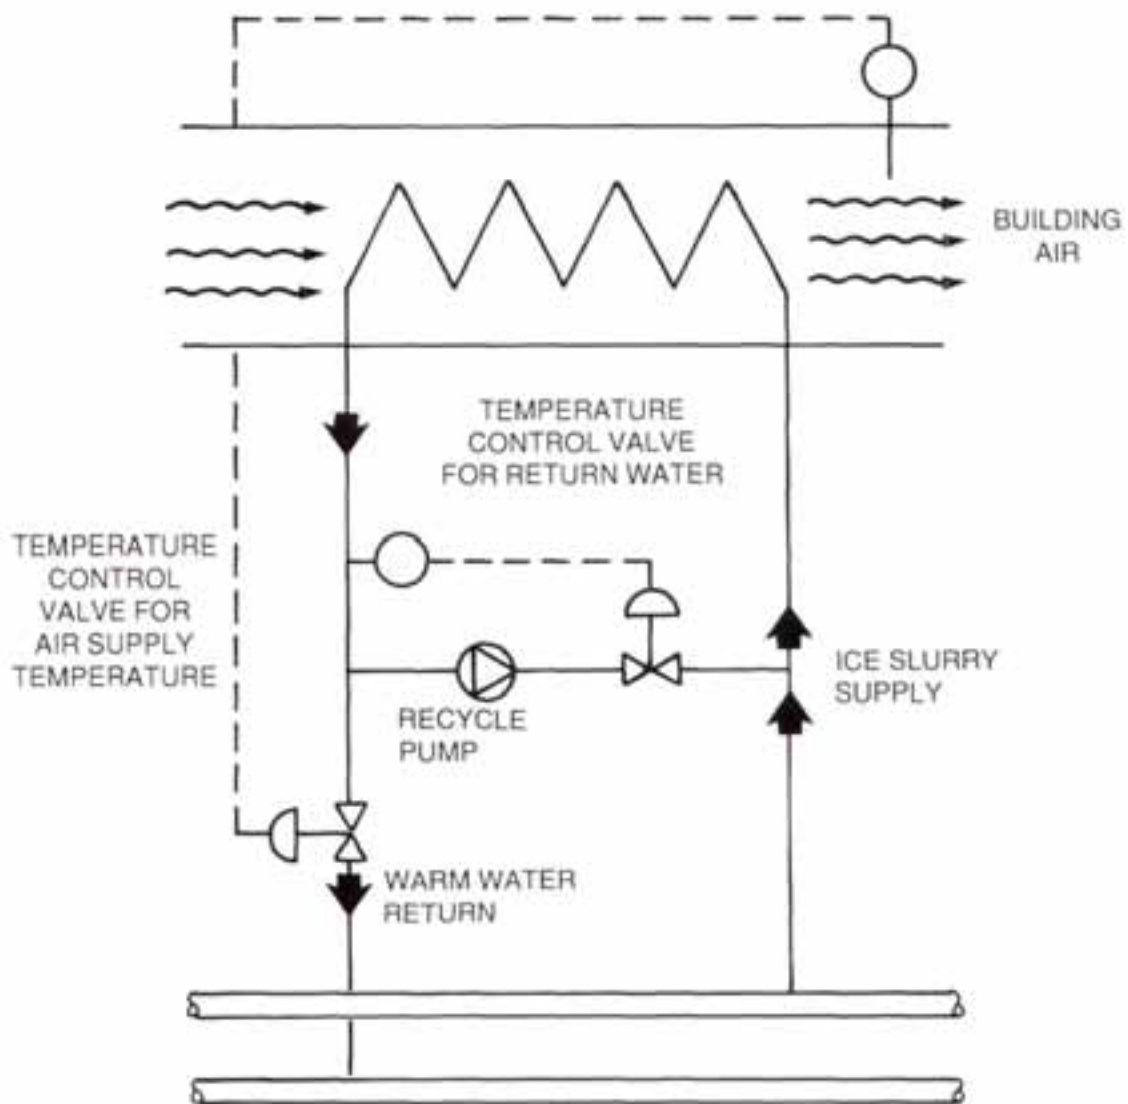 BUILDING
AIR
TEMPERATURE
CONTROL VALVE
FOR RETURN WATER
TEMPERATURE
CONTROL
VALVE FOR
AIR SUPPLY
TEMPERATURE
ICE SLURRY
SUPPLY
RECYCLE
PUMP
WARM WATER
RETURN